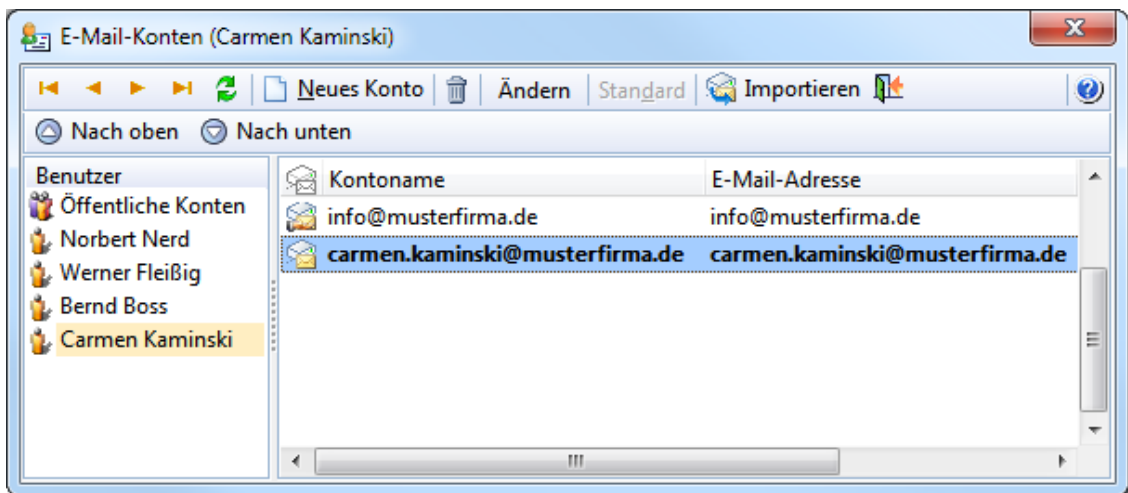 E-Mail-Konten (Carmen Kaminski)
Neues Konto Ändern Standard Importieren
Nach oben Nach unten
Benutzer
Öffentliche Konten
Norbert Nerd
Werner Fleißig
Bernd Boss
Carmen Kaminski
Kontoname E-Mail-Adresse
info@musterfirma.de info@musterfirma.de
carmen.kaminski@musterfirma.de carmen.kaminski@musterfirma.de